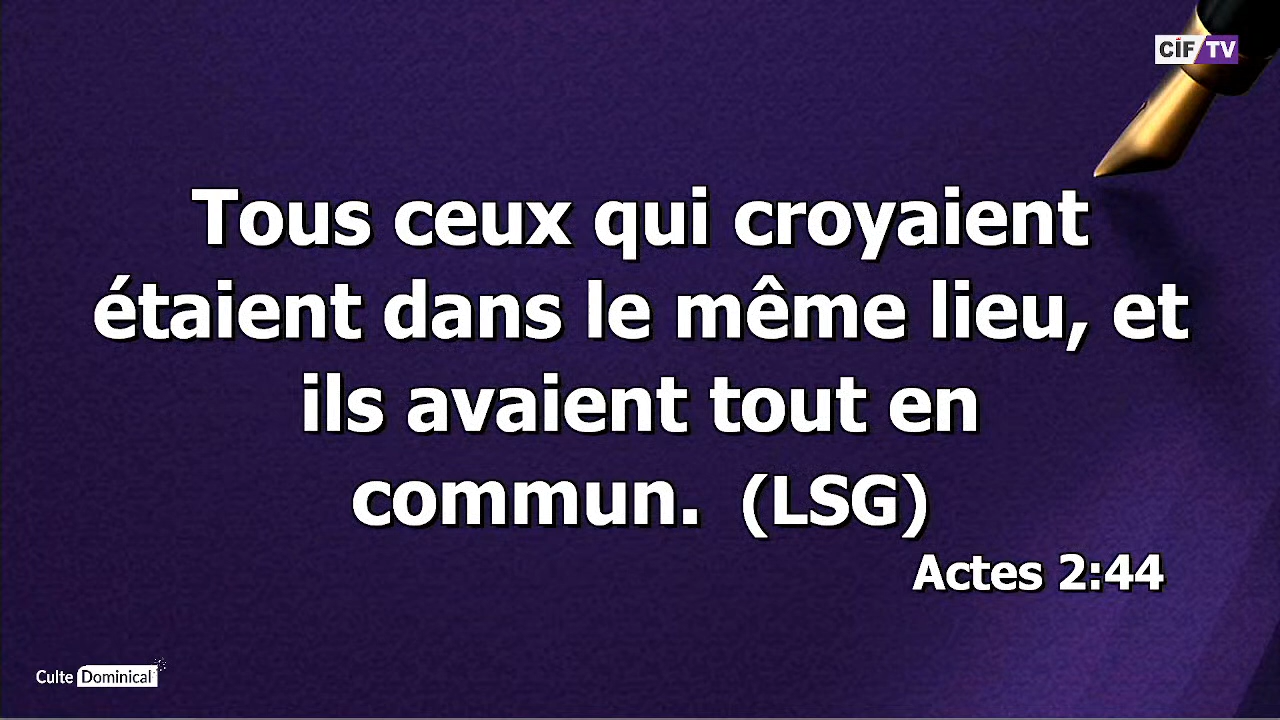 CIF TV
Tous ceux qui croyaient
étaient dans le même lieu, et
ils avaient tout en
commun. (LSG)
Actes 2:44
Culte Dominical